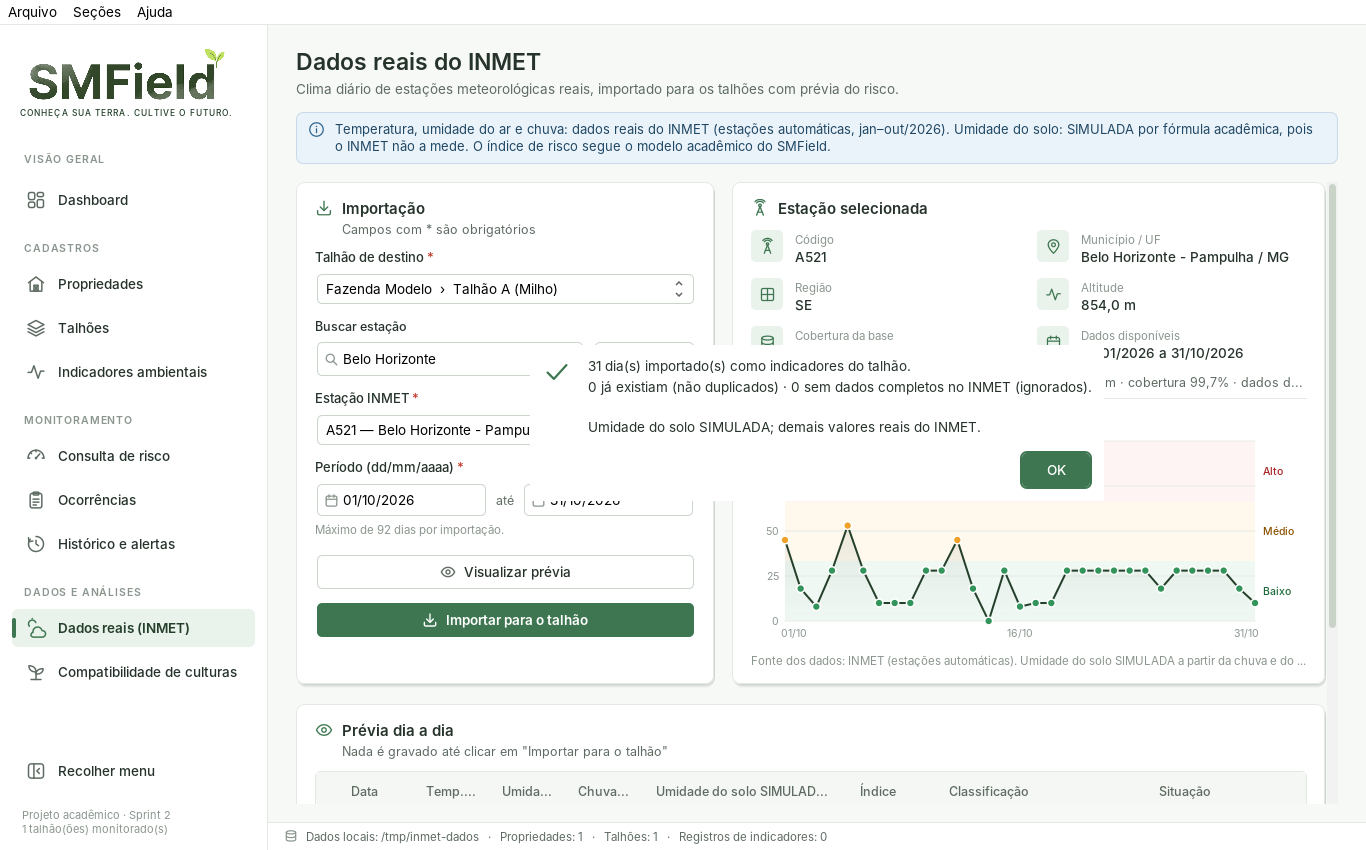 Arquivo Seções Ajuda
SMField
CONHEÇA SUA TERRA. CULTIVE O FUTURO.
VISÃO GERAL
Dashboard
CADASTROS
Propriedades
Talhões
Indicadores ambientais
MONITORAMENTO
Consulta de risco
Ocorrências
Histórico e alertas
DADOS E ANÁLISES
Dados reais (INMET)
Compatibilidade de culturas
Recolher menu
Projeto acadêmico · Sprint 2
1 talhão(ões) monitorado(s)
Dados reais do INMET
Clima diário de estações meteorológicas reais, importado para os talhões com prévia do risco.
Temperatura, umidade do ar e chuva: dados reais do INMET (estações automáticas, jan–out/2026). Umidade do solo: SIMULADA por fórmula acadêmica, pois
o INMET não a mede. O índice de risco segue o modelo acadêmico do SMField.
Importação
Campos com * são obrigatórios
Talhão de destino *
Fazenda Modelo › Talhão A (Milho)
Buscar estação
Belo Horizonte
Estação INMET *
A521 — Belo Horizonte - Pampu
Período (dd/mm/aaaa) *
01/10/2026 até 31/10/2026
Máximo de 92 dias por importação.
Visualizar prévia
Importar para o talhão
Estação selecionada
Código
A521
Município / UF
Belo Horizonte - Pampulha / MG
Região
SE
Altitude
854,0 m
Cobertura da base
Dados disponíveis
01/2026 a 31/10/2026
m · cobertura 99,7% · dados d...
31 dia(s) importado(s) como indicadores do talhão.
0 já existiam (não duplicados) · 0 sem dados completos no INMET (ignorados).
Umidade do solo SIMULADA; demais valores reais do INMET.
OK
Alto
50
Médio
25
Baixo
0
01/10 16/10 31/10
Fonte dos dados: INMET (estações automáticas). Umidade do solo SIMULADA a partir da chuva e do ...
Prévia dia a dia
Nada é gravado até clicar em "Importar para o talhão"
Data Temp.... Umida... Chuva... Umidade do solo SIMULAD... Índice Classificação Situação
Dados locais: /tmp/inmet-dados · Propriedades: 1 · Talhões: 1 · Registros de indicadores: 0